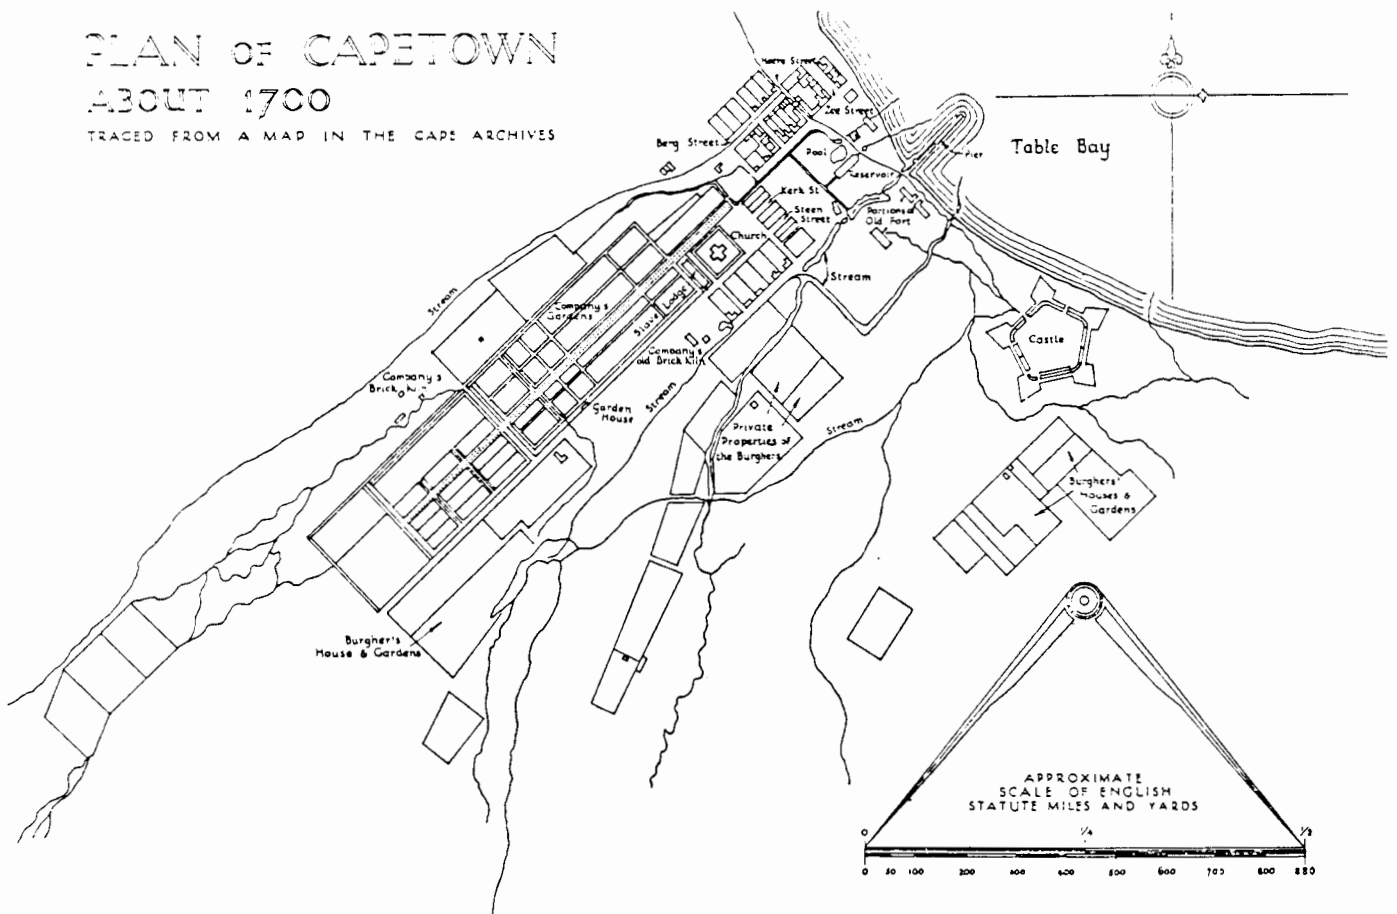 PLAN OF CAPETOWN
ABOUT 1700
TRACED FROM A MAP IN THE CAPE ARCHIVES
Heere Street
Zee Street
Berg Street
Pool
Reservoir
Pier
Table Bay
Kerk St
Steen
Street
Portions of
Old Fort
Church
Stream
Stream
Company's
Gardens
Slave Lodge
Castle
Company's
old Brick Kiln
Company's
Brick
Garden
House
Stream
Private
Properties of
the Burghers
Stream
Burghers'
Houses &
Gardens
Burgher's
House & Gardens
APPROXIMATE
SCALE OF ENGLISH
STATUTE MILES AND YARDS
0 1/4 1/2
0 50 100 200 300 400 500 600 700 800 880